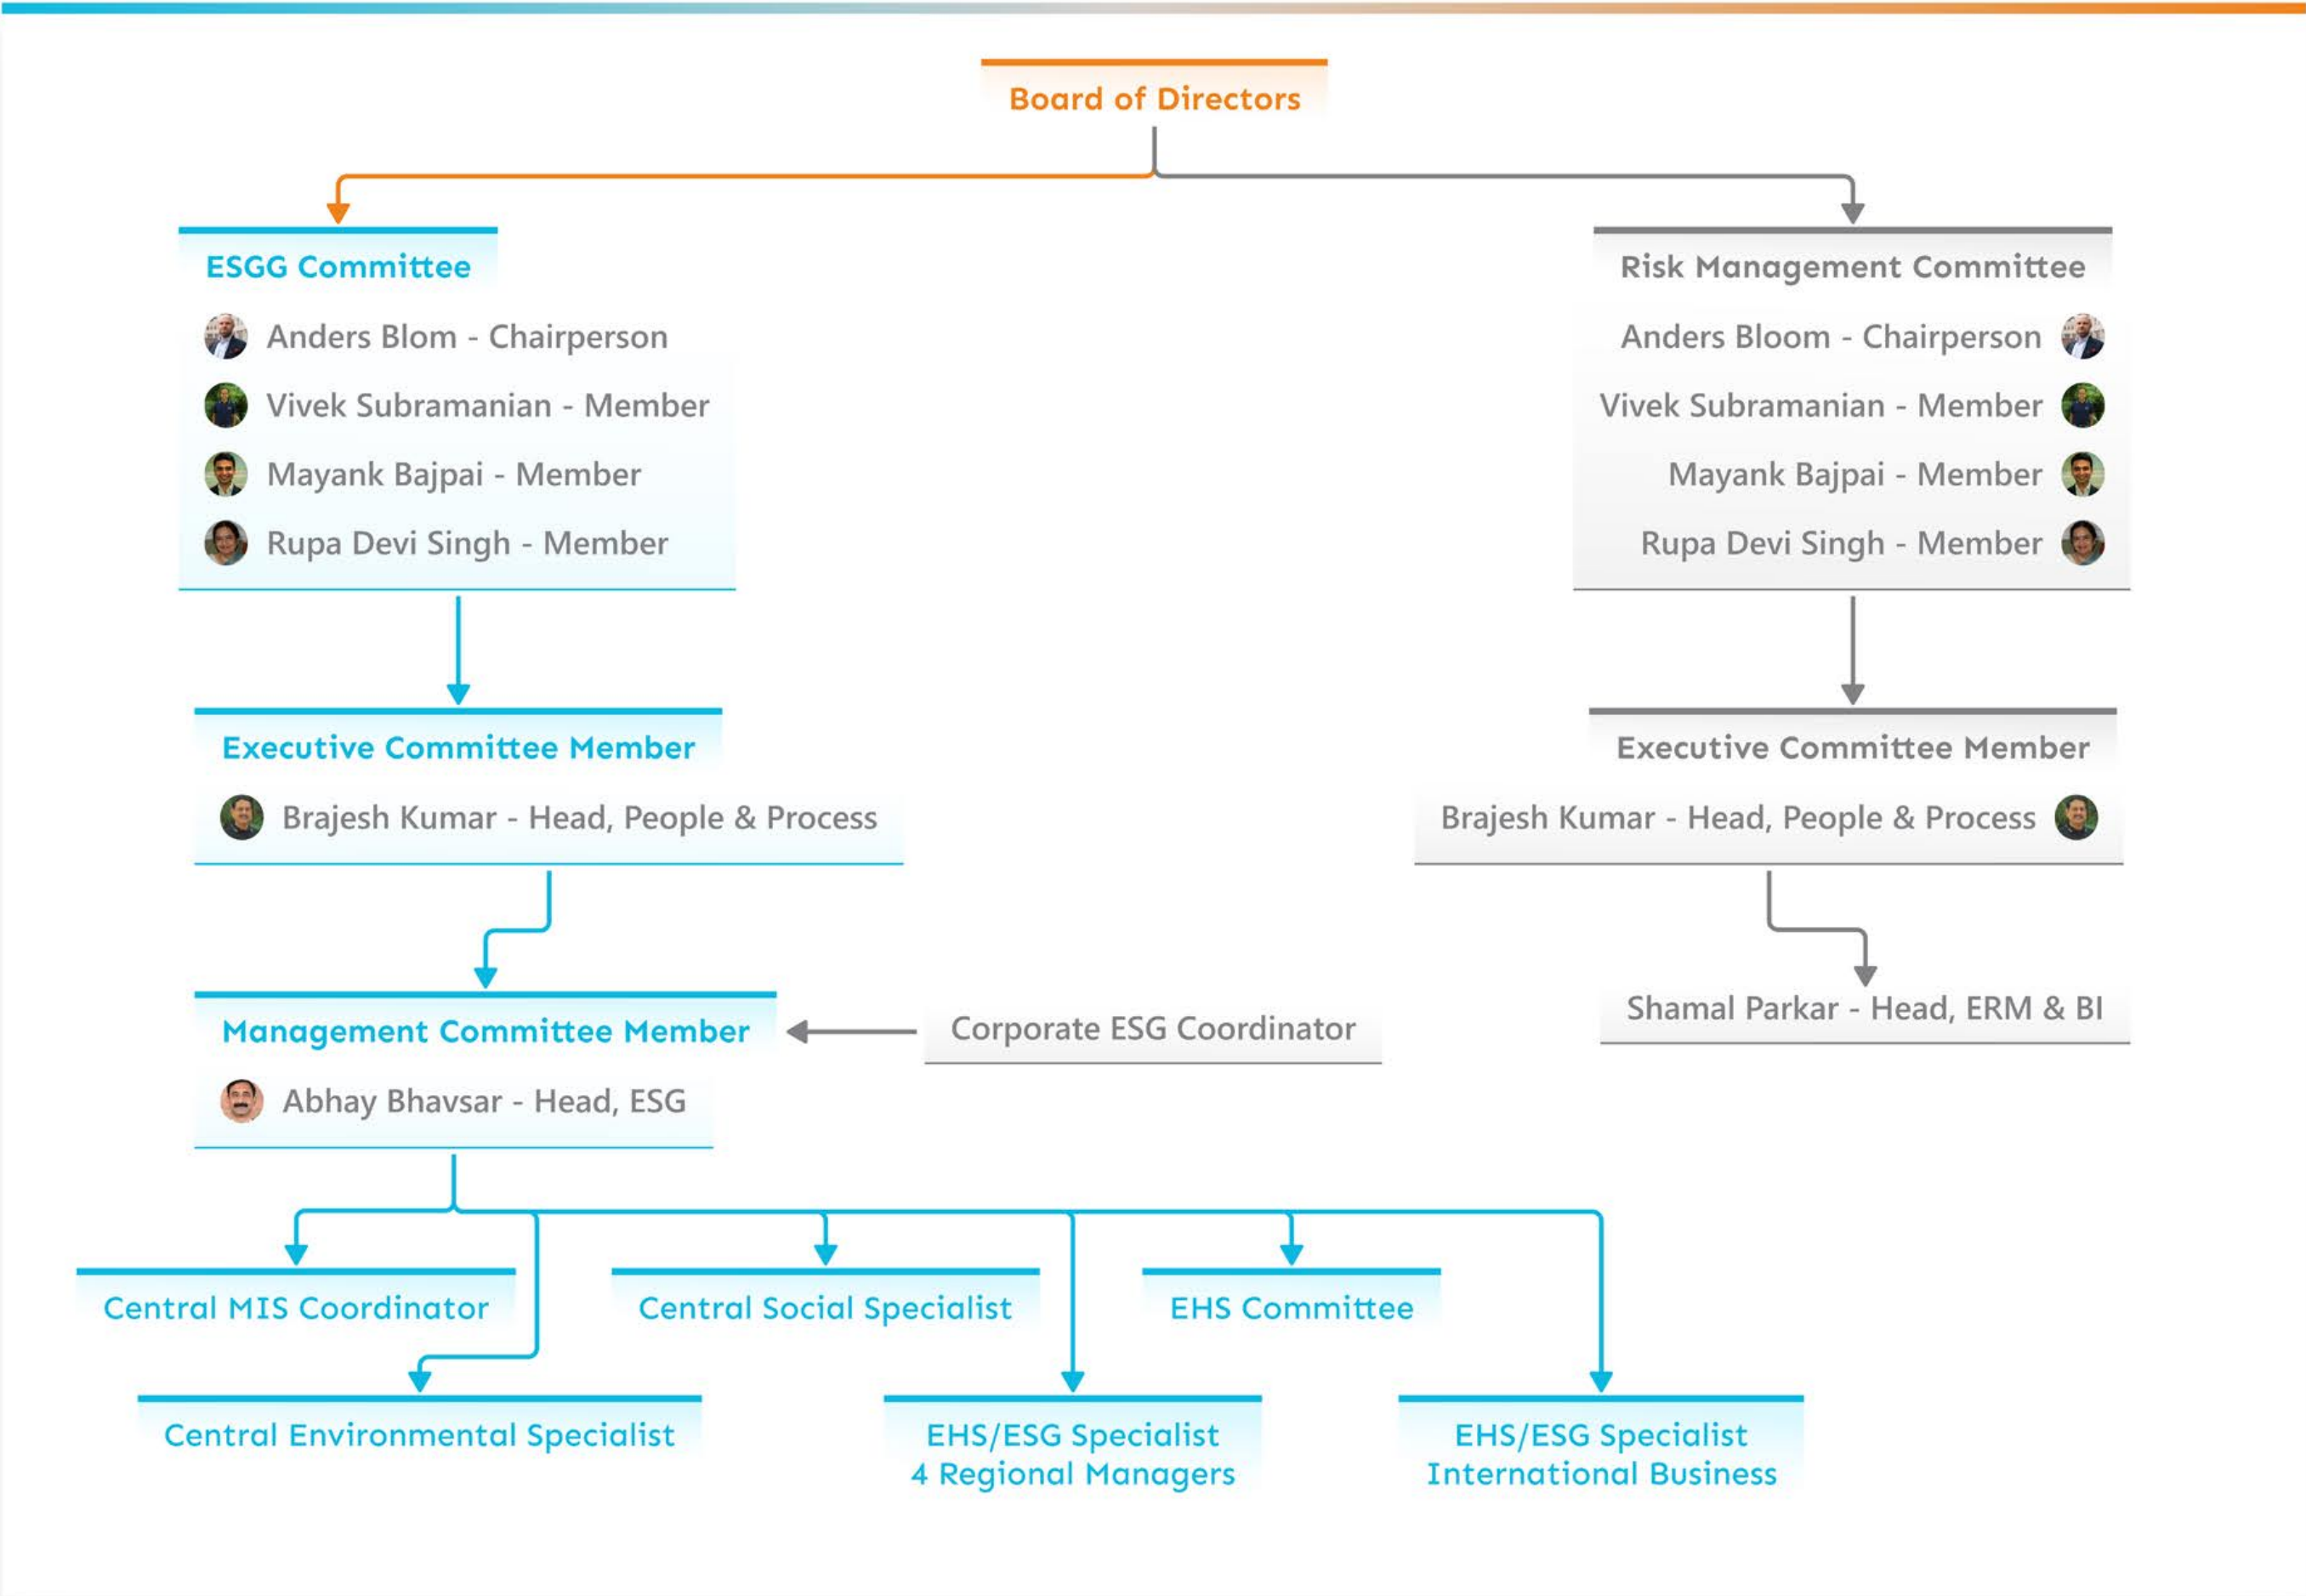 Board of Directors
ESGG Committee
Anders Blom - Chairperson
Vivek Subramanian - Member
Mayank Bajpai - Member
Rupa Devi Singh - Member
Risk Management Committee
Anders Bloom - Chairperson
Vivek Subramanian - Member
Mayank Bajpai - Member
Rupa Devi Singh - Member
Executive Committee Member
Brajesh Kumar - Head, People & Process
Executive Committee Member
Brajesh Kumar - Head, People & Process
Management Committee Member
Abhay Bhavsar - Head, ESG
Corporate ESG Coordinator
Shamal Parkar - Head, ERM & BI
Central MIS Coordinator
Central Social Specialist
EHS Committee
Central Environmental Specialist
EHS/ESG Specialist
4 Regional Managers
EHS/ESG Specialist
International Business